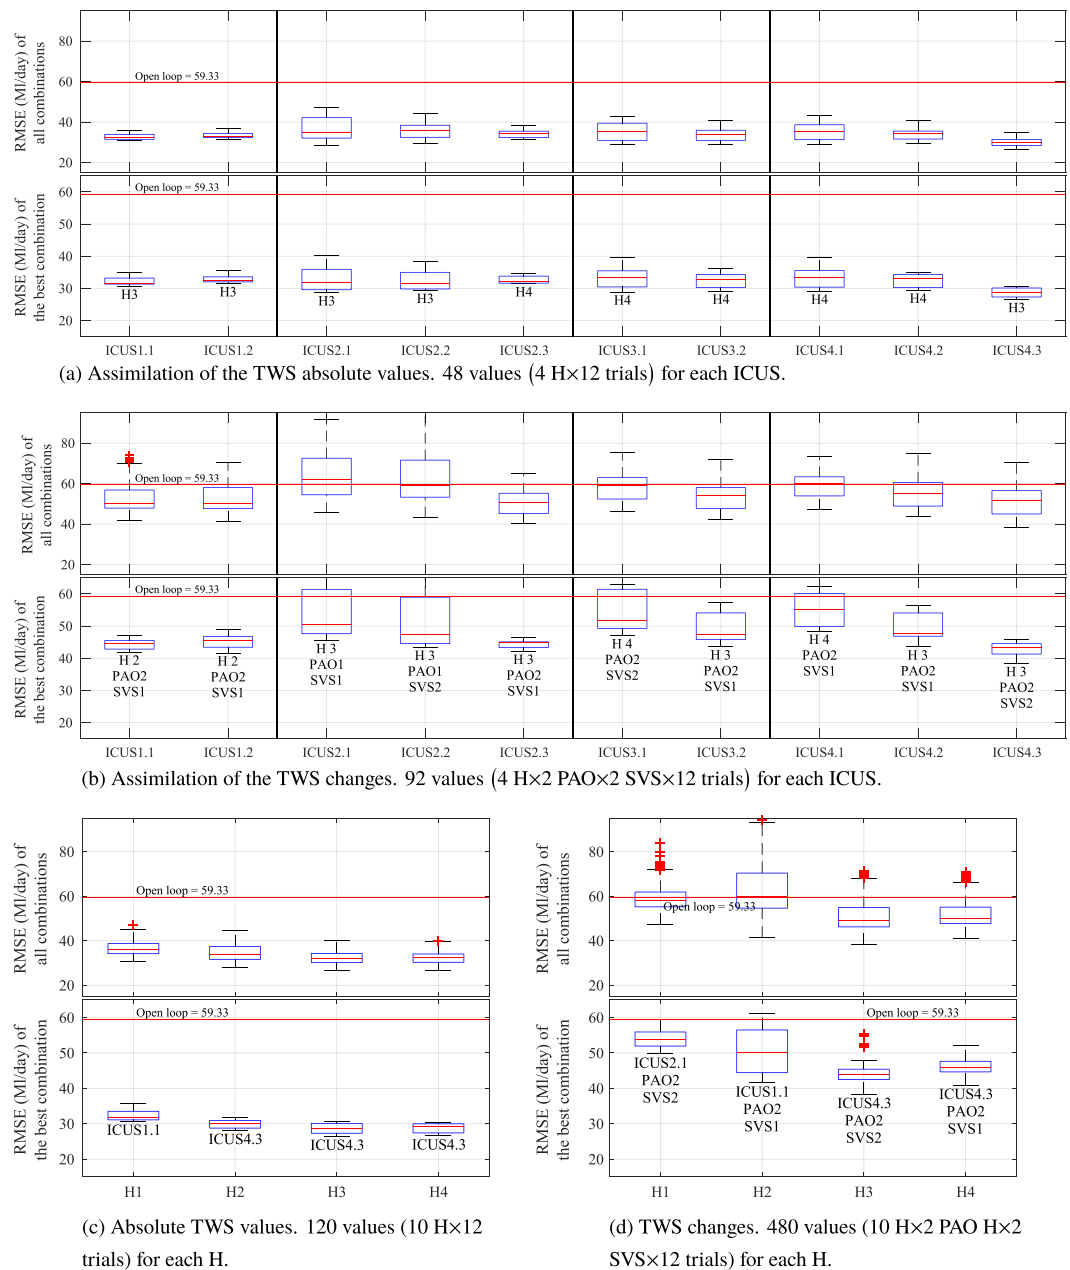 RMSE (Ml/day) of
all combinations
80
60
40
20
Open loop = 59.33
RMSE (Ml/day) of
the best combination
60
50
40
30
20
Open loop = 59.33
H3
H3
H3
H3
H4
H4
H4
H4
H4
H3
ICUS1.1 ICUS1.2 ICUS2.1 ICUS2.2 ICUS2.3 ICUS3.1 ICUS3.2 ICUS4.1 ICUS4.2 ICUS4.3
(a) Assimilation of the TWS absolute values. 48 values (4 H×12 trials) for each ICUS.
RMSE (Ml/day) of
all combinations
80
60
40
20
Open loop = 59.33
RMSE (Ml/day) of
the best combination
60
50
40
30
20
Open loop = 59.33
H 2
PAO2
SVS1
H 2
PAO2
SVS1
H 3
PAO1
SVS1
H 3
PAO1
SVS2
H 3
PAO2
SVS1
H 4
PAO2
SVS2
H 3
PAO2
SVS1
H 4
PAO2
SVS1
H 3
PAO2
SVS1
H 3
PAO2
SVS2
ICUS1.1 ICUS1.2 ICUS2.1 ICUS2.2 ICUS2.3 ICUS3.1 ICUS3.2 ICUS4.1 ICUS4.2 ICUS4.3
(b) Assimilation of the TWS changes. 92 values (4 H×2 PAO×2 SVS×12 trials) for each ICUS.
RMSE (Ml/day) of
all combinations
80
60
40
20
Open loop = 59.33
RMSE (Ml/day) of
the best combination
60
50
40
30
20
Open loop = 59.33
ICUS1.1
ICUS4.3
ICUS4.3
ICUS4.3
H1 H2 H3 H4
(c) Absolute TWS values. 120 values (10 H×12
trials) for each H.
RMSE (Ml/day) of
all combinations
80
60
40
20
Open loop = 59.33
RMSE (Ml/day) of
the best combination
60
50
40
30
20
Open loop = 59.33
ICUS2.1
PAO2
SVS2
ICUS1.1
PAO2
SVS1
ICUS4.3
PAO2
SVS2
ICUS4.3
PAO2
SVS1
H1 H2 H3 H4
(d) TWS changes. 480 values (10 H×2 PAO H×2
SVS×12 trials) for each H.